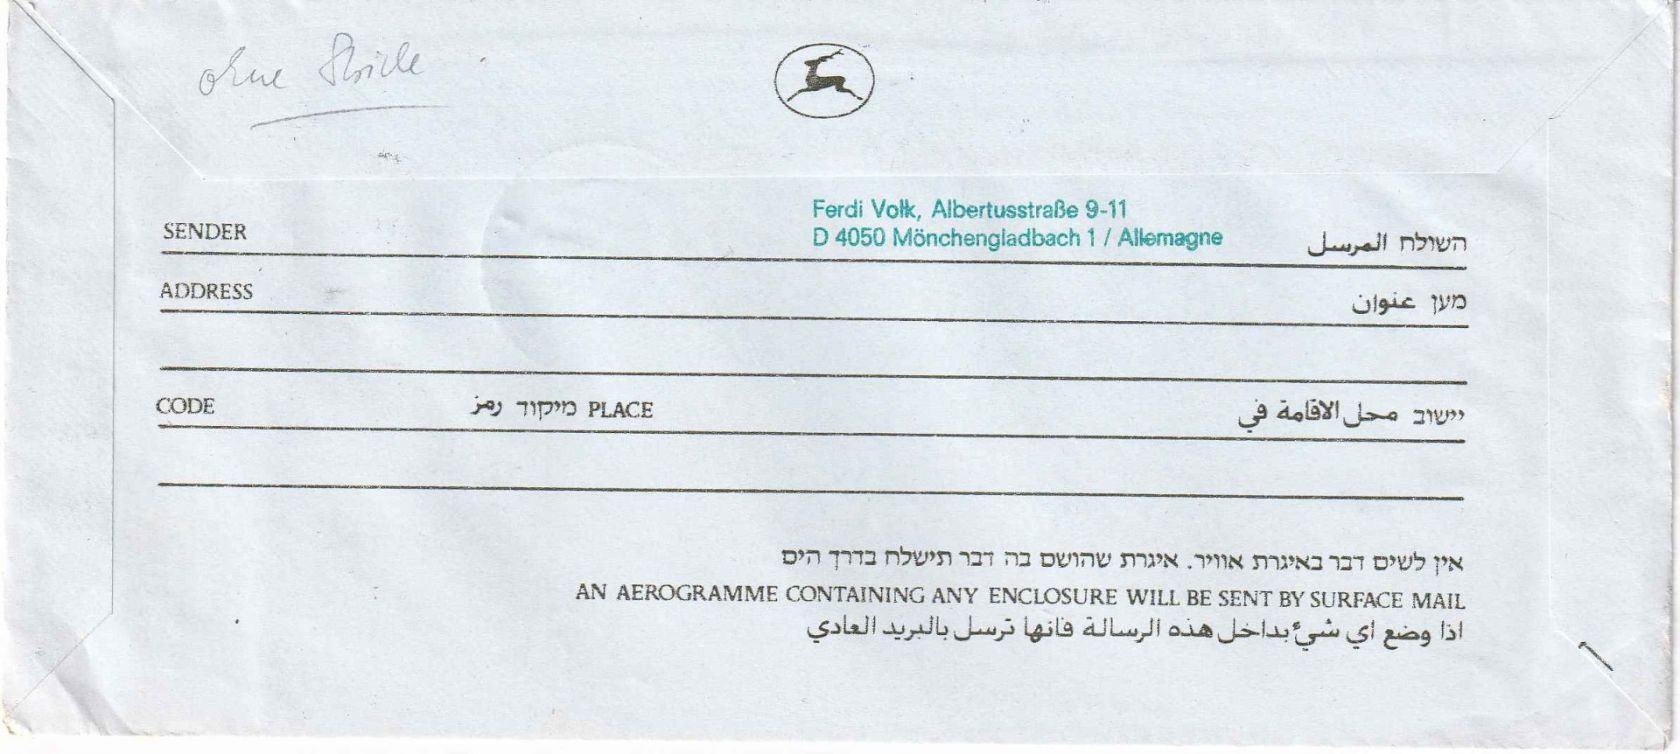 ohne
Ferdi Volk, Albertusstraße 9-11
SENDER D 4050 Mönchengladbach 1 / Allemagne השולח المرسل
ADDRESS מען عنوان
CODE מיקוד رمز PLACE יישוב محل الاقامة في
אין לשים דבר באיגרת אוויר. איגרת שהושם בה דבר תישלח בדרך הים
AN AEROGRAMME CONTAINING ANY ENCLOSURE WILL BE SENT BY SURFACE MAIL
اذا وضع اي شيء بداخل هذه الرسالة فانها ترسل بالبريد العادي